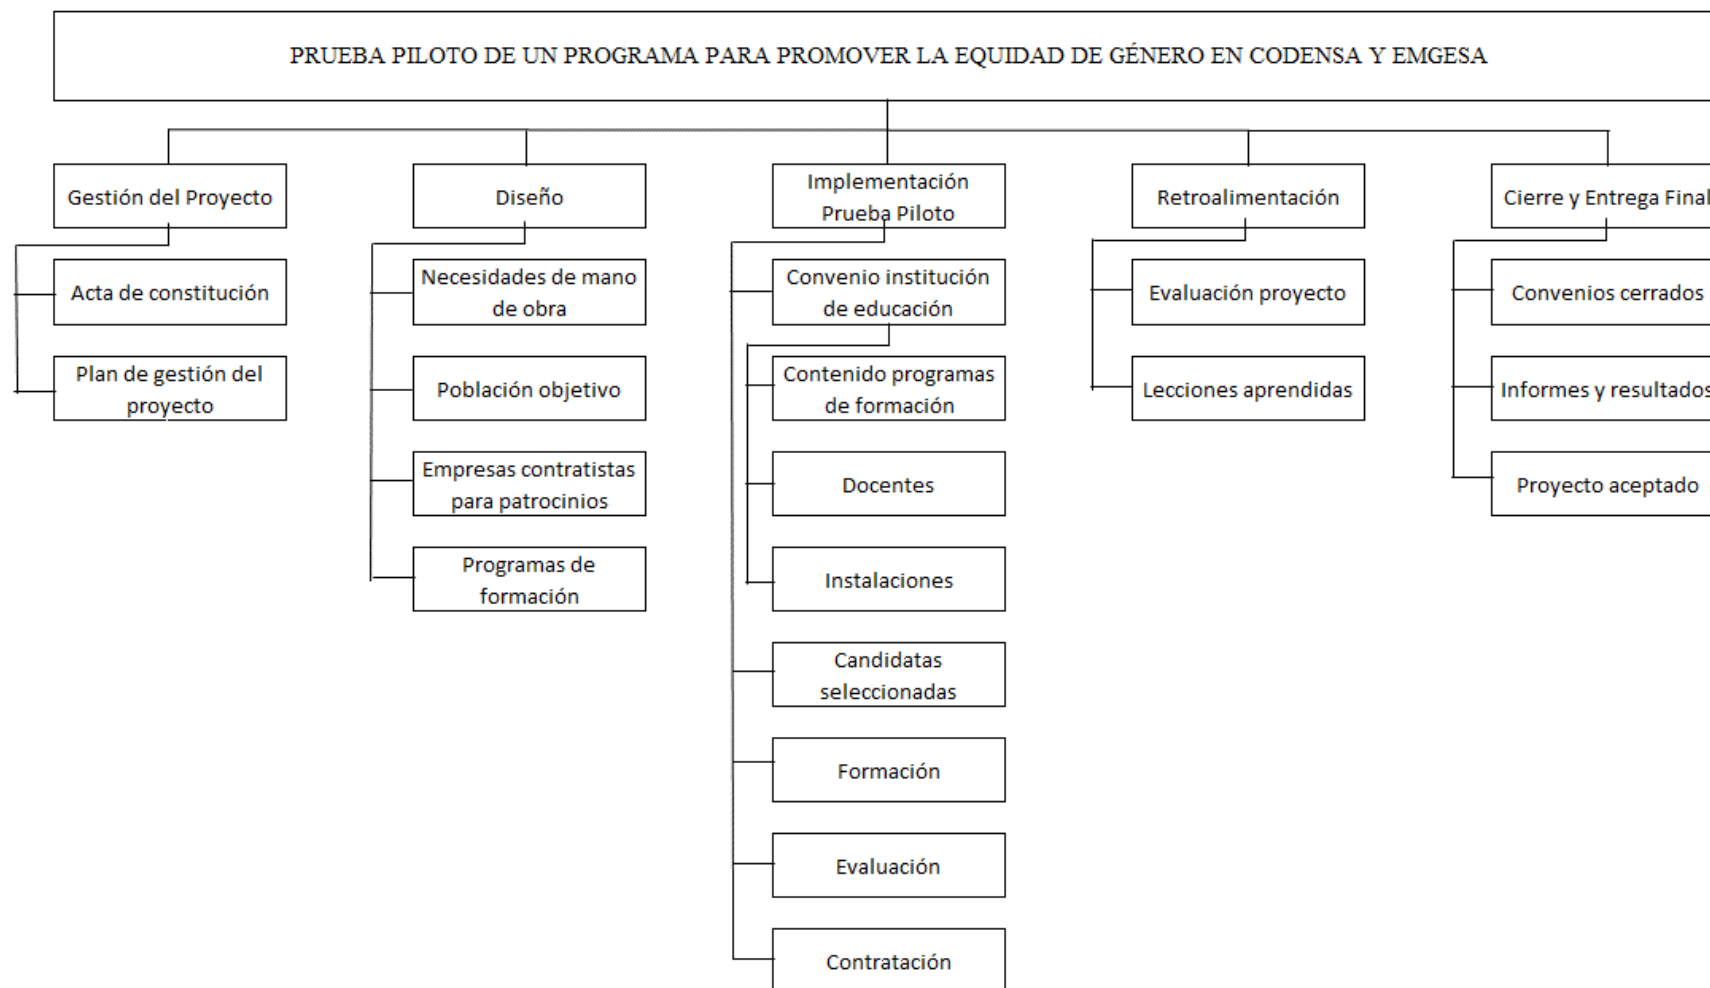 PRUEBA PILOTO DE UN PROGRAMA PARA PROMOVER LA EQUIDAD DE GÉNERO EN CODENSA Y EMGESA
Gestión del Proyecto
Acta de constitución
Plan de gestión del
proyecto
Diseño
Necesidades de mano
de obra
Población objetivo
Empresas contratistas
para patrocinios
Programas de
formación
Implementación
Prueba Piloto
Convenio institución
de educación
Contenido programas
de formación
Docentes
Instalaciones
Candidatas
seleccionadas
Formación
Evaluación
Contratación
Retroalimentación
Evaluación proyecto
Lecciones aprendidas
Cierre y Entrega Final
Convenios cerrados
Informes y resultados
Proyecto aceptado